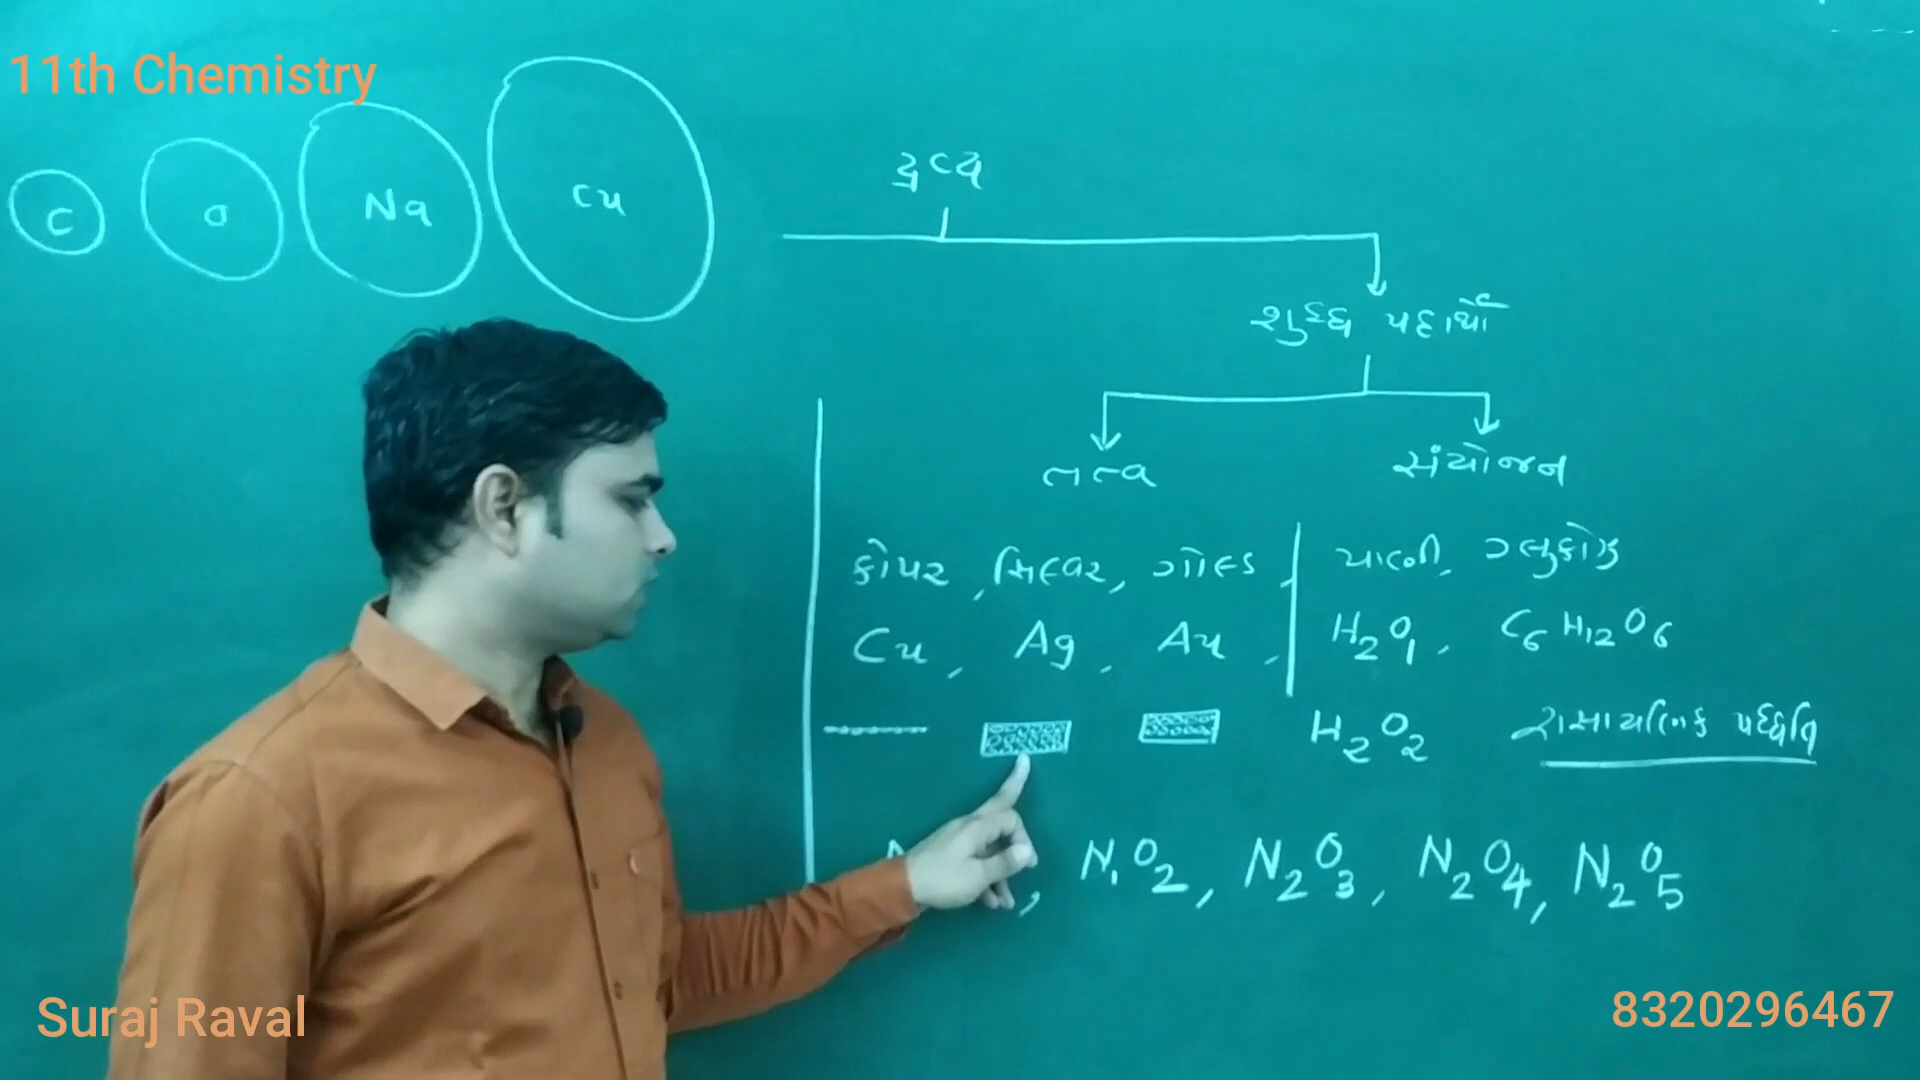 11th Chemistry
C O Na Cu
દ્રવ્ય
શુદ્ધ પદાર્થો
તત્વ સંયોજન
કોપર, સિલ્વર, ગોલ્ડ, પાણી, ગ્લુકોઝ
Cu, Ag, Au, H2O1, C6H12O6
H2O2 રાસાયણિક પદ્ધતિ
, N1O2, N2O3, N2O4, N2O5
Suraj Raval
8320296467